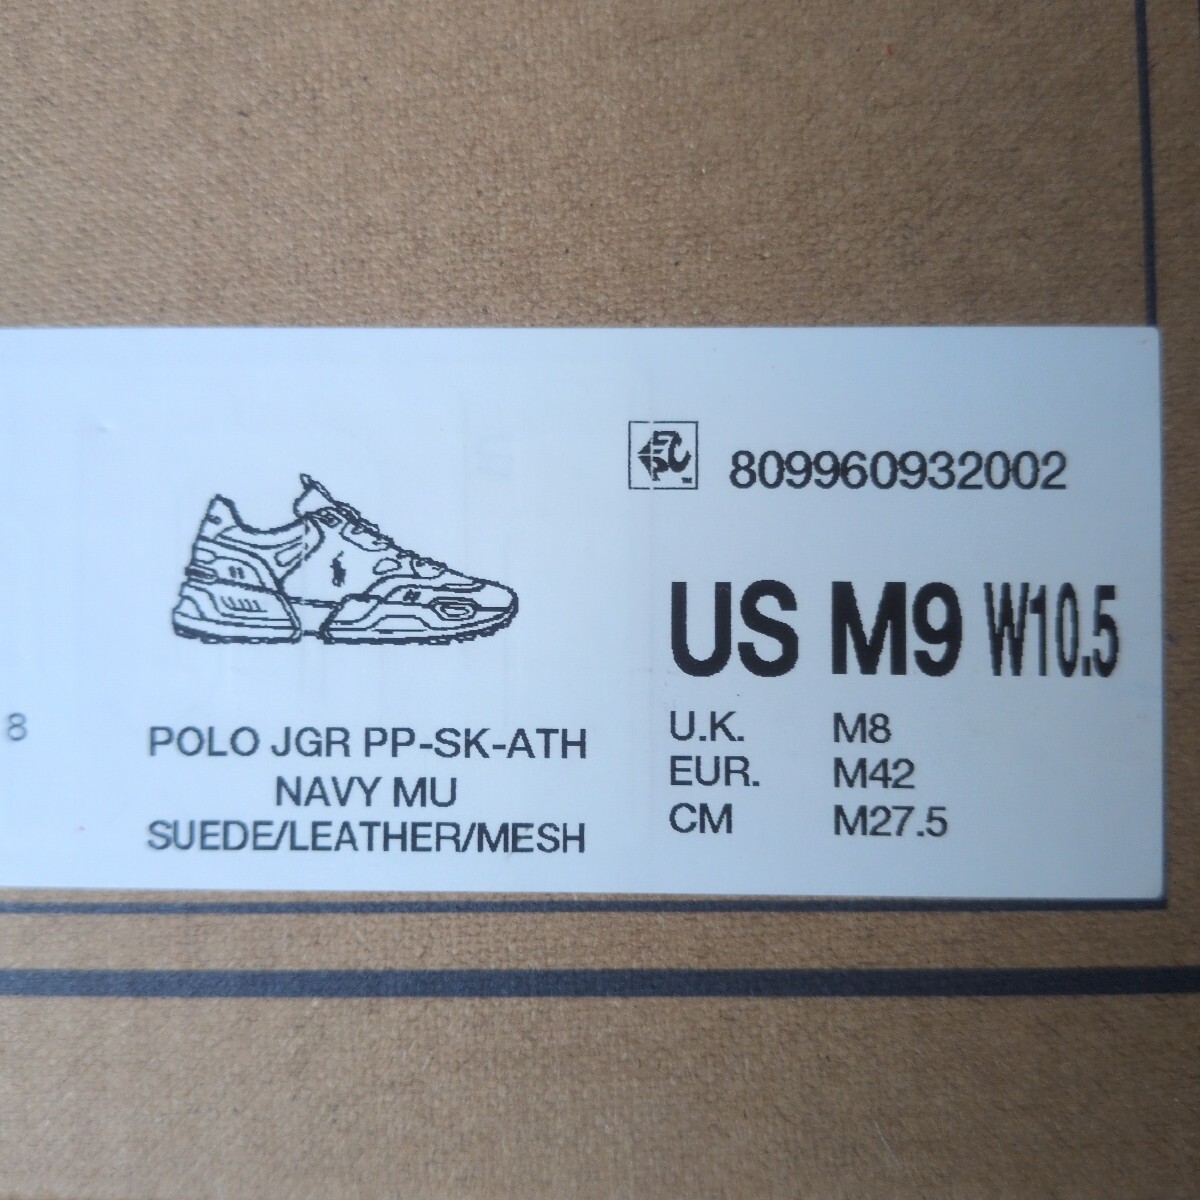 809960932002
US M9 W10.5
U.K. M8
EUR. M42
CM M27.5
8
POLO JGR PP-SK-ATH
NAVY MU
SUEDE/LEATHER/MESH